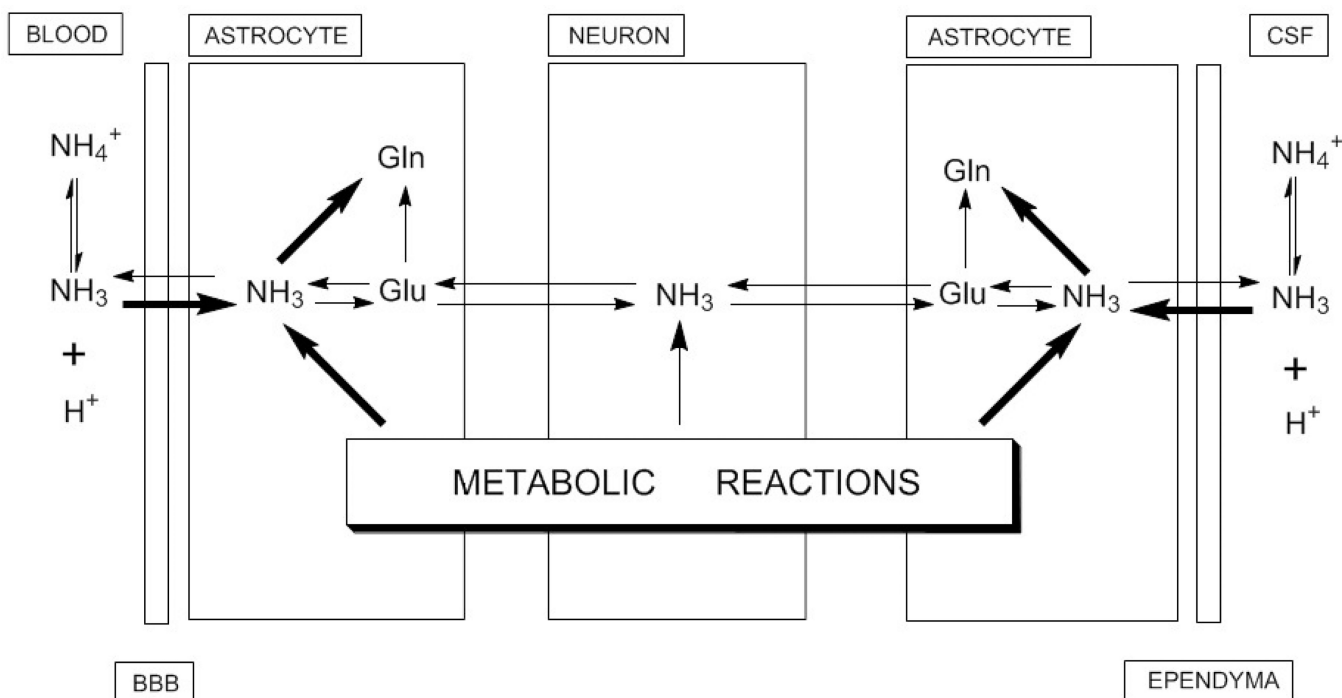 BLOOD
ASTROCYTE
NEURON
ASTROCYTE
CSF
NH₄⁺
Gln
Gln
NH₄⁺
NH₃
NH₃
Glu
NH₃
Glu
NH₃
NH₃
+
+
H⁺
H⁺
METABOLIC REACTIONS
BBB
EPENDYMA